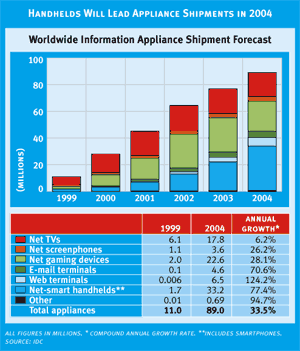 HANDHELDS WILL LEAD APPLIANCE SHIPMENTS IN 2004
Worldwide Information Appliance Shipment Forecast
100
80
60
40
20
0
(MILLIONS)
1999 2000 2001 2002 2003 2004
1999 2004 ANNUAL GROWTH*
Net TVs 6.1 17.8 6.2%
Net screenphones 1.1 3.6 26.2%
Net gaming devices 2.0 22.6 28.1%
E-mail terminals 0.1 4.6 70.6%
Web terminals 0.006 6.5 124.2%
Net-smart handhelds** 1.7 33.2 77.4%
Other 0.01 0.69 94.7%
Total appliances 11.0 89.0 33.5%
ALL FIGURES IN MILLIONS. * COMPOUND ANNUAL GROWTH RATE. **INCLUDES SMARTPHONES.
SOURCE: IDC